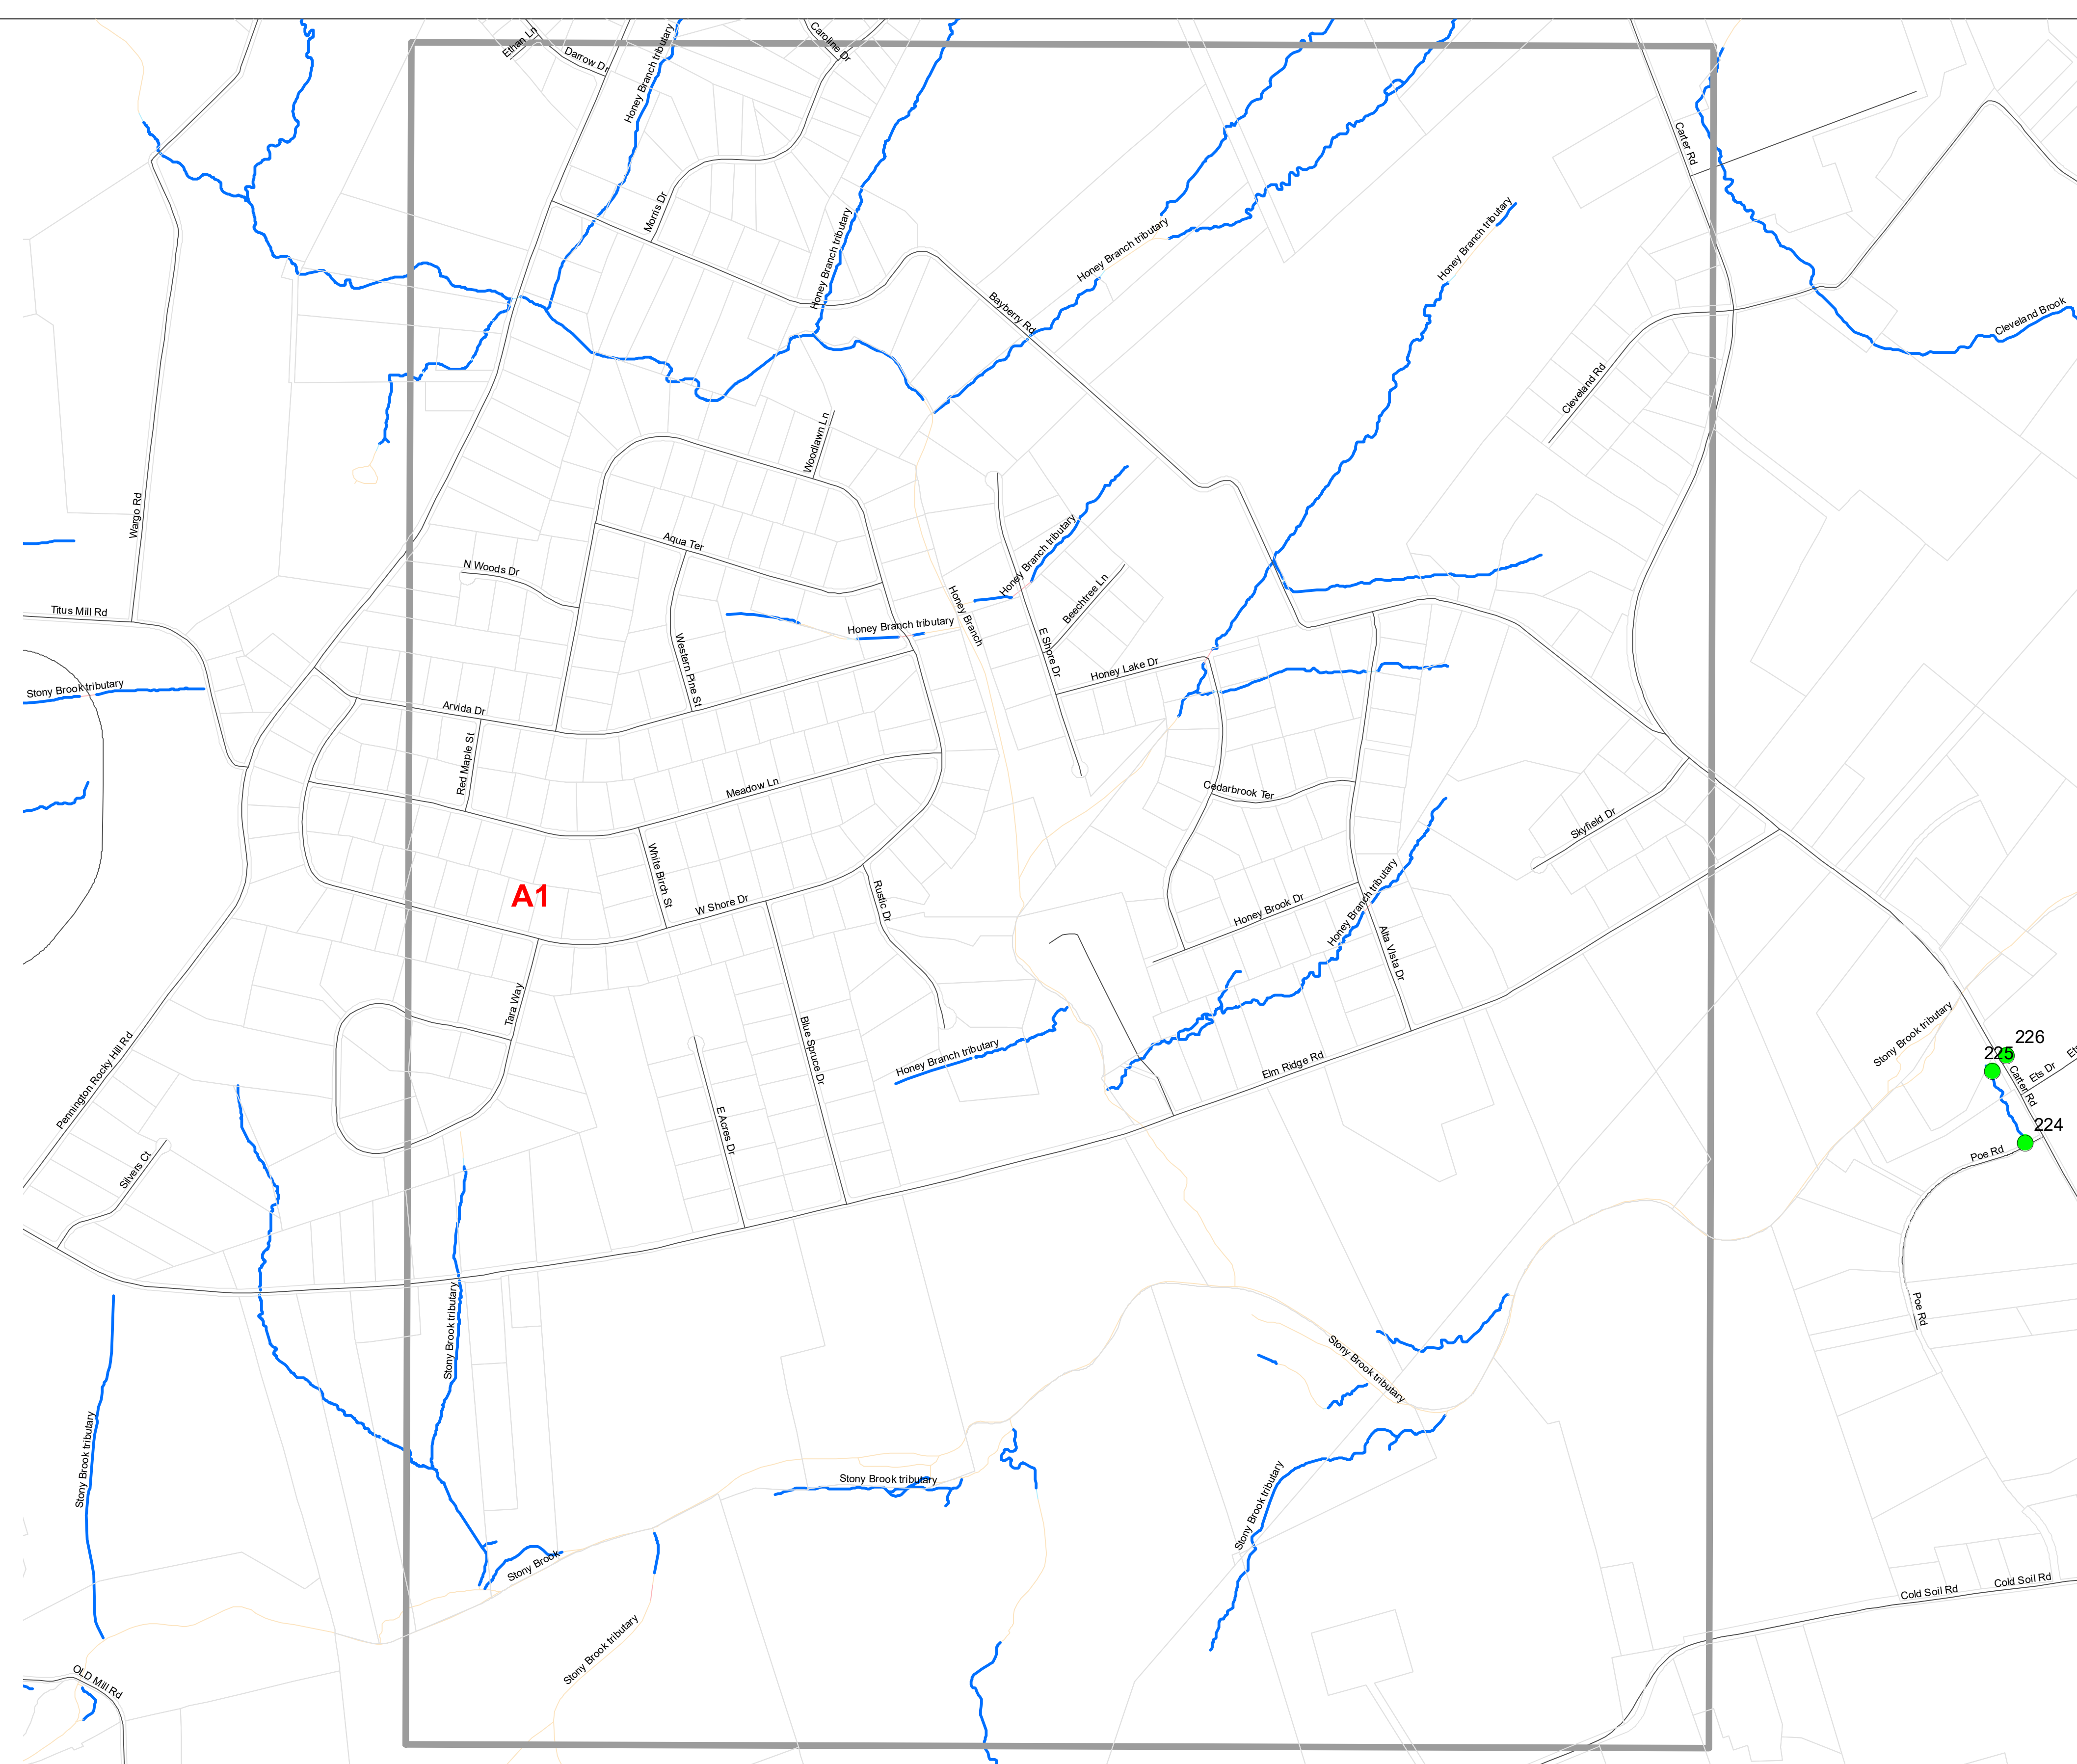 Ethan Ln
Darrow Dr
Honey Branch tributary
Caroline Dr
Carter Rd
Morris Dr
Honey Branch tributary
Honey Branch tributary
Honey Branch tributary
Bayberry Rd
Cleveland Brook
Cleveland Rd
Woodlawn Ln
Wargo Rd
Aqua Ter
N Woods Dr
Honey Branch tributary
Beechtree Ln
Honey Branch
Titus Mill Rd
Honey Branch tributary
E Shore Dr
Western Pine St
Honey Lake Dr
Stony Brook tributary
Arvida Dr
Red Maple St
Meadow Ln
Cedarbrook Ter
Skyfield Dr
White Birch St
A1
W Shore Dr
Rustic Dr
Honey Brook Dr
Honey Branch tributary
Alta Vista Dr
Tara Way
Blue Spruce Dr
Honey Branch tributary
Elm Ridge Rd
Stony Brook tributary
226
225
Carter Rd
Ets Dr
Ets
224
Poe Rd
Pennington Rocky Hill Rd
E Acres Dr
Silvers Ct
Poe Rd
Stony Brook tributary
Stony Brook tributary
Stony Brook tributary
Stony Brook tributary
Stony Brook tributary
Stony Brook
Cold Soil Rd
Cold Soil Rd
Stony Brook tributary
OLD Mill Rd